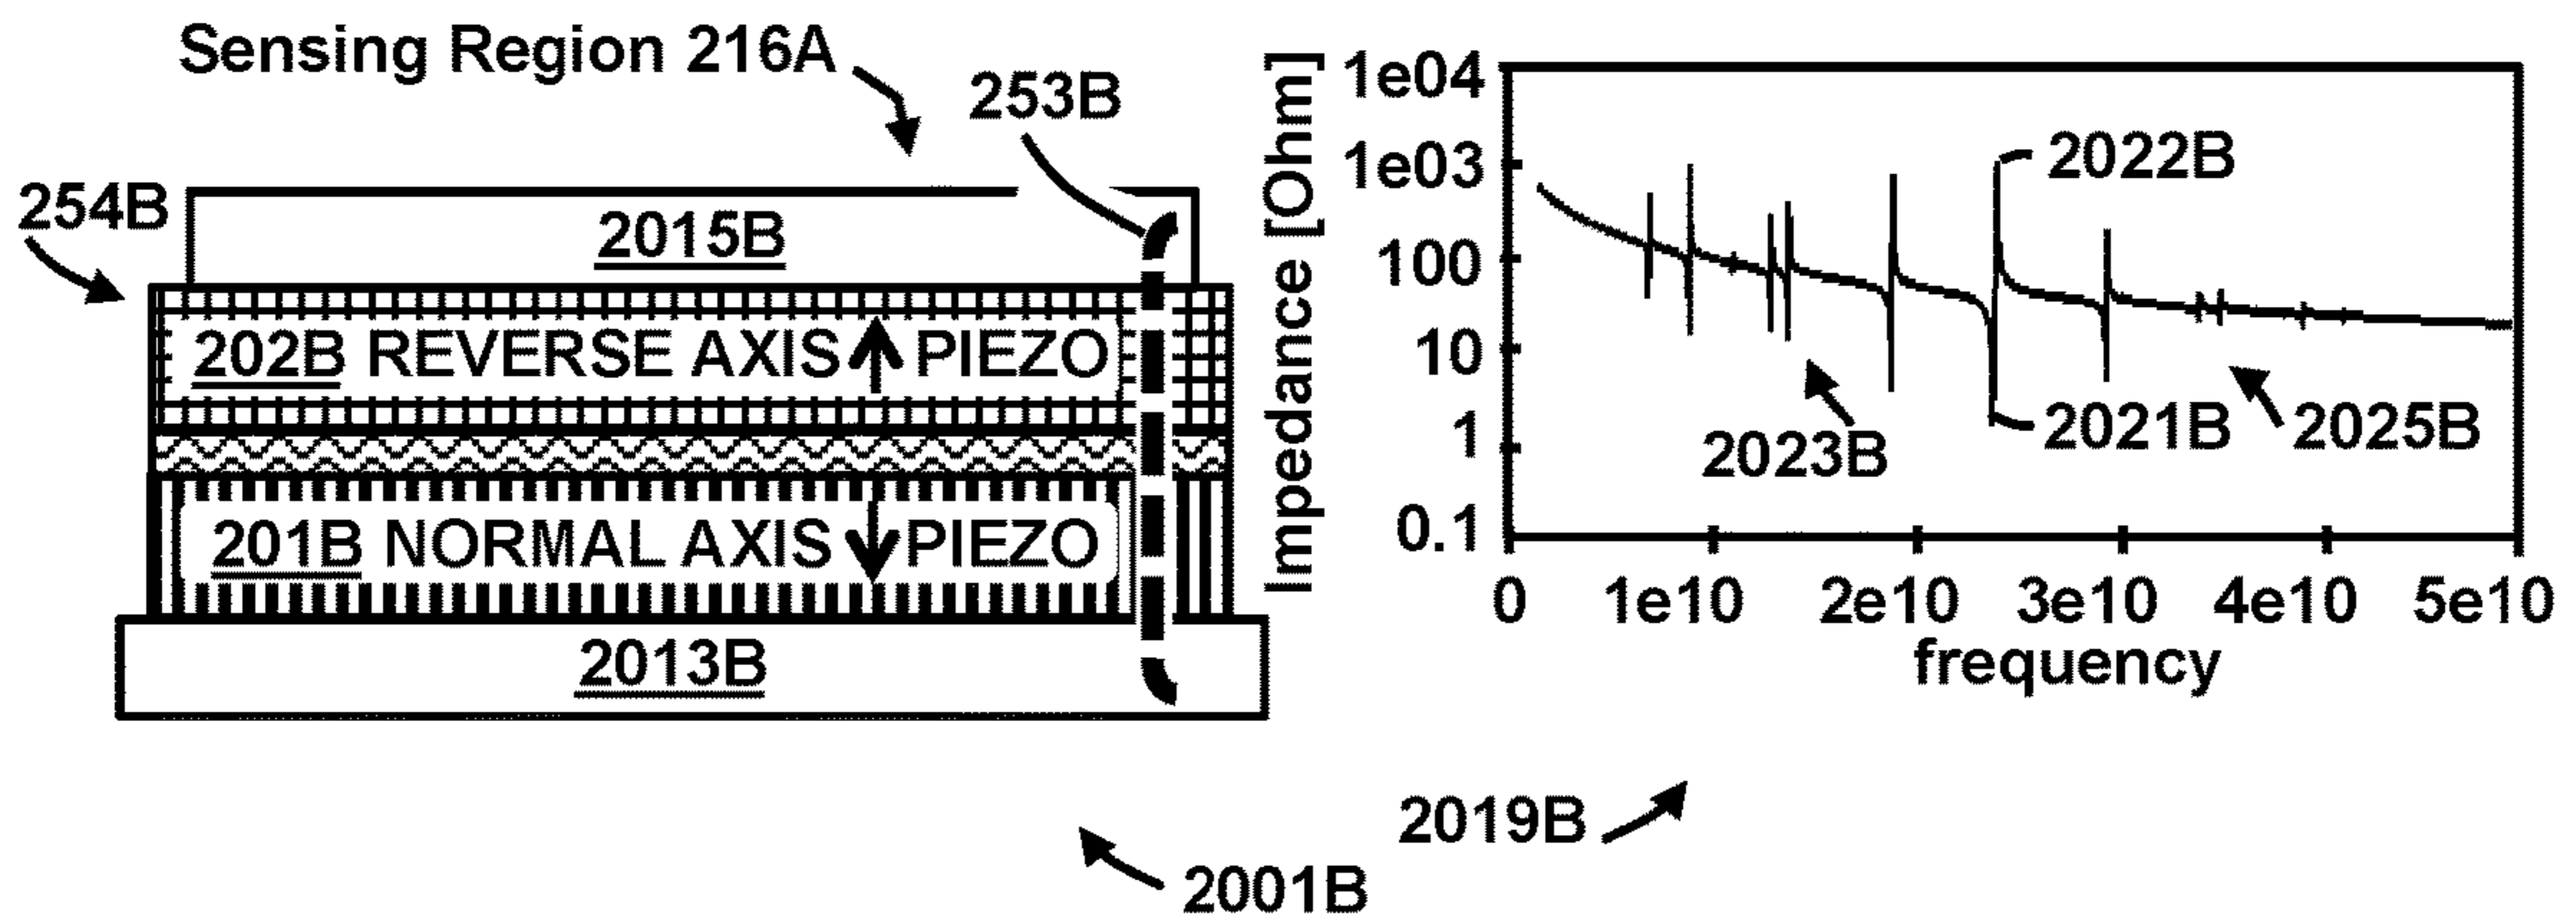 Sensing Region 216A
253B
254B
2015B
202B REVERSE AXIS PIEZO
201B NORMAL AXIS PIEZO
2013B
2001B
Impedance [Ohm]
1e04
1e03
100
10
1
0.1
0 1e10 2e10 3e10 4e10 5e10
frequency
2022B
2023B
2021B
2025B
2019B